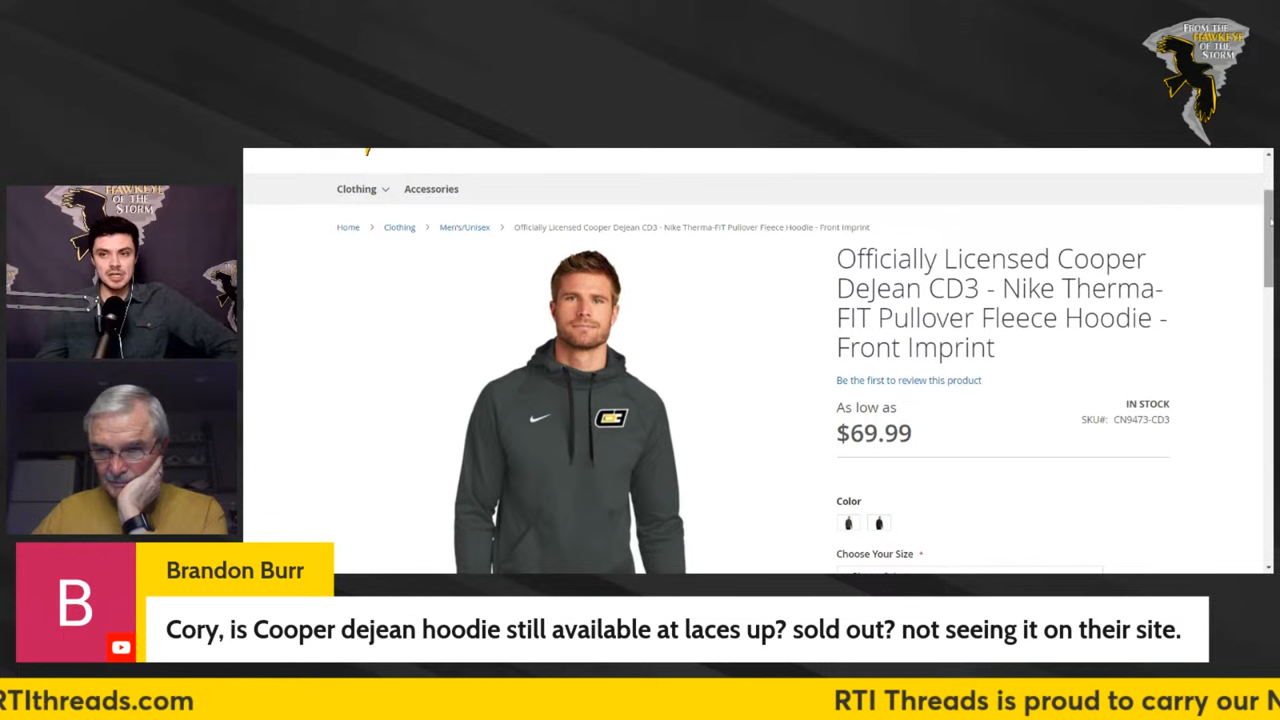 FROM THE
HAWKEYE
OF THE
STORM
HAWKEYE
OF THE
STORM
Clothing Accessories
Home > Clothing > Men's/Unisex > Officially Licensed Cooper DeJean CD3 - Nike Therma-FIT Pullover Fleece Hoodie - Front Imprint
Officially Licensed Cooper
DeJean CD3 - Nike Therma-
FIT Pullover Fleece Hoodie -
Front Imprint
Be the first to review this product
As low as
$69.99
IN STOCK
SKU#: CN9473-CD3
Color
Choose Your Size *
B
Brandon Burr
Cory, is Cooper dejean hoodie still available at laces up? sold out? not seeing it on their site.
RTIthreads.com RTI Threads is proud to carry our N